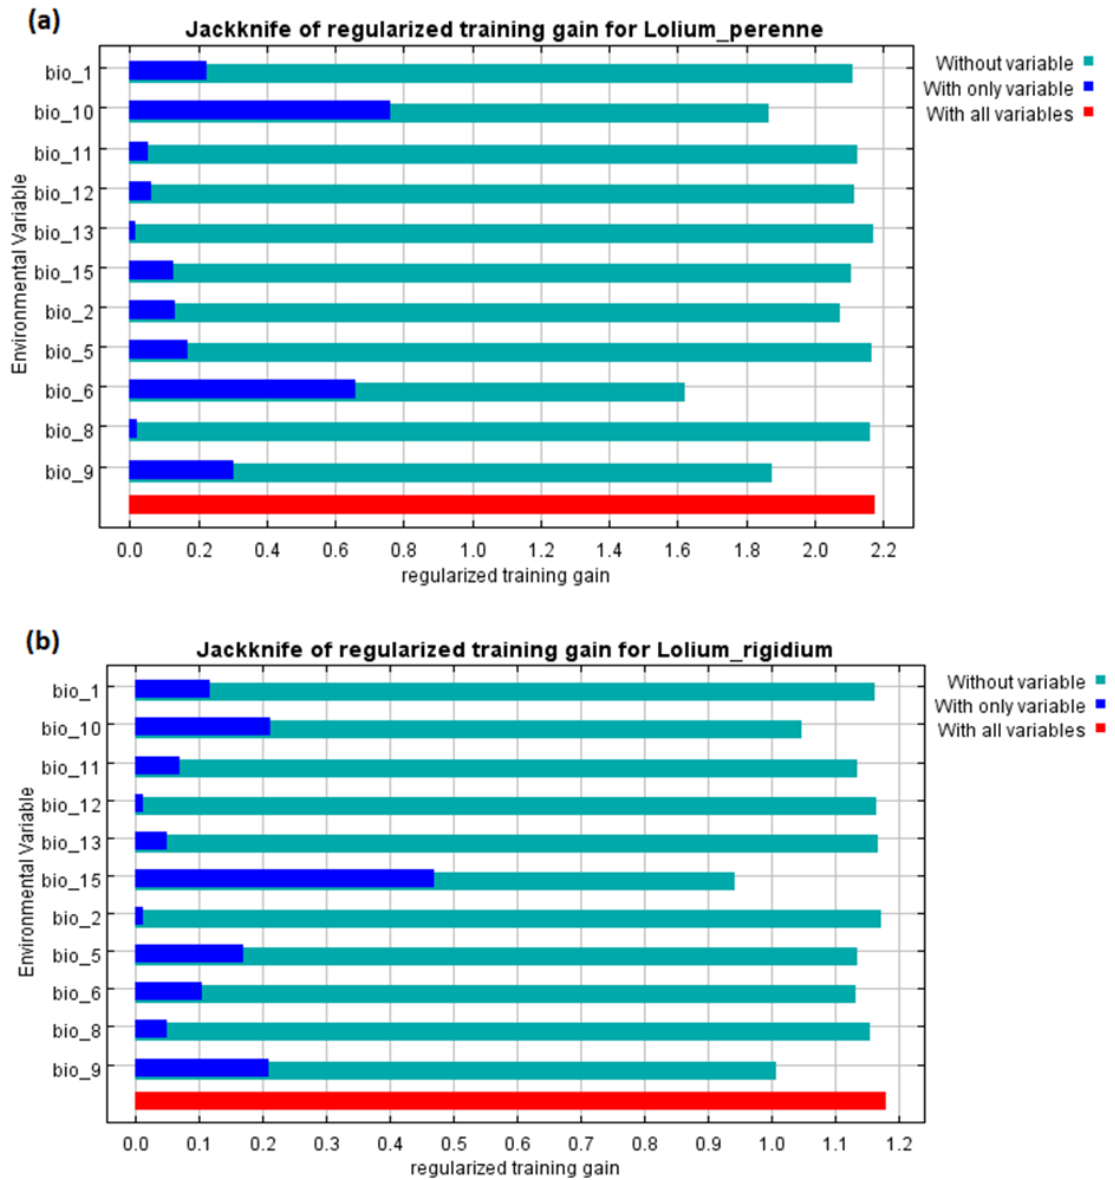 (a)
Jackknife of regularized training gain for Lolium_perenne
Without variable
With only variable
With all variables
Environmental Variable
bio_1
bio_10
bio_11
bio_12
bio_13
bio_15
bio_2
bio_5
bio_6
bio_8
bio_9
0.0 0.2 0.4 0.6 0.8 1.0 1.2 1.4 1.6 1.8 2.0 2.2
regularized training gain
(b)
Jackknife of regularized training gain for Lolium_rigidium
Without variable
With only variable
With all variables
Environmental Variable
bio_1
bio_10
bio_11
bio_12
bio_13
bio_15
bio_2
bio_5
bio_6
bio_8
bio_9
0.0 0.1 0.2 0.3 0.4 0.5 0.6 0.7 0.8 0.9 1.0 1.1 1.2
regularized training gain